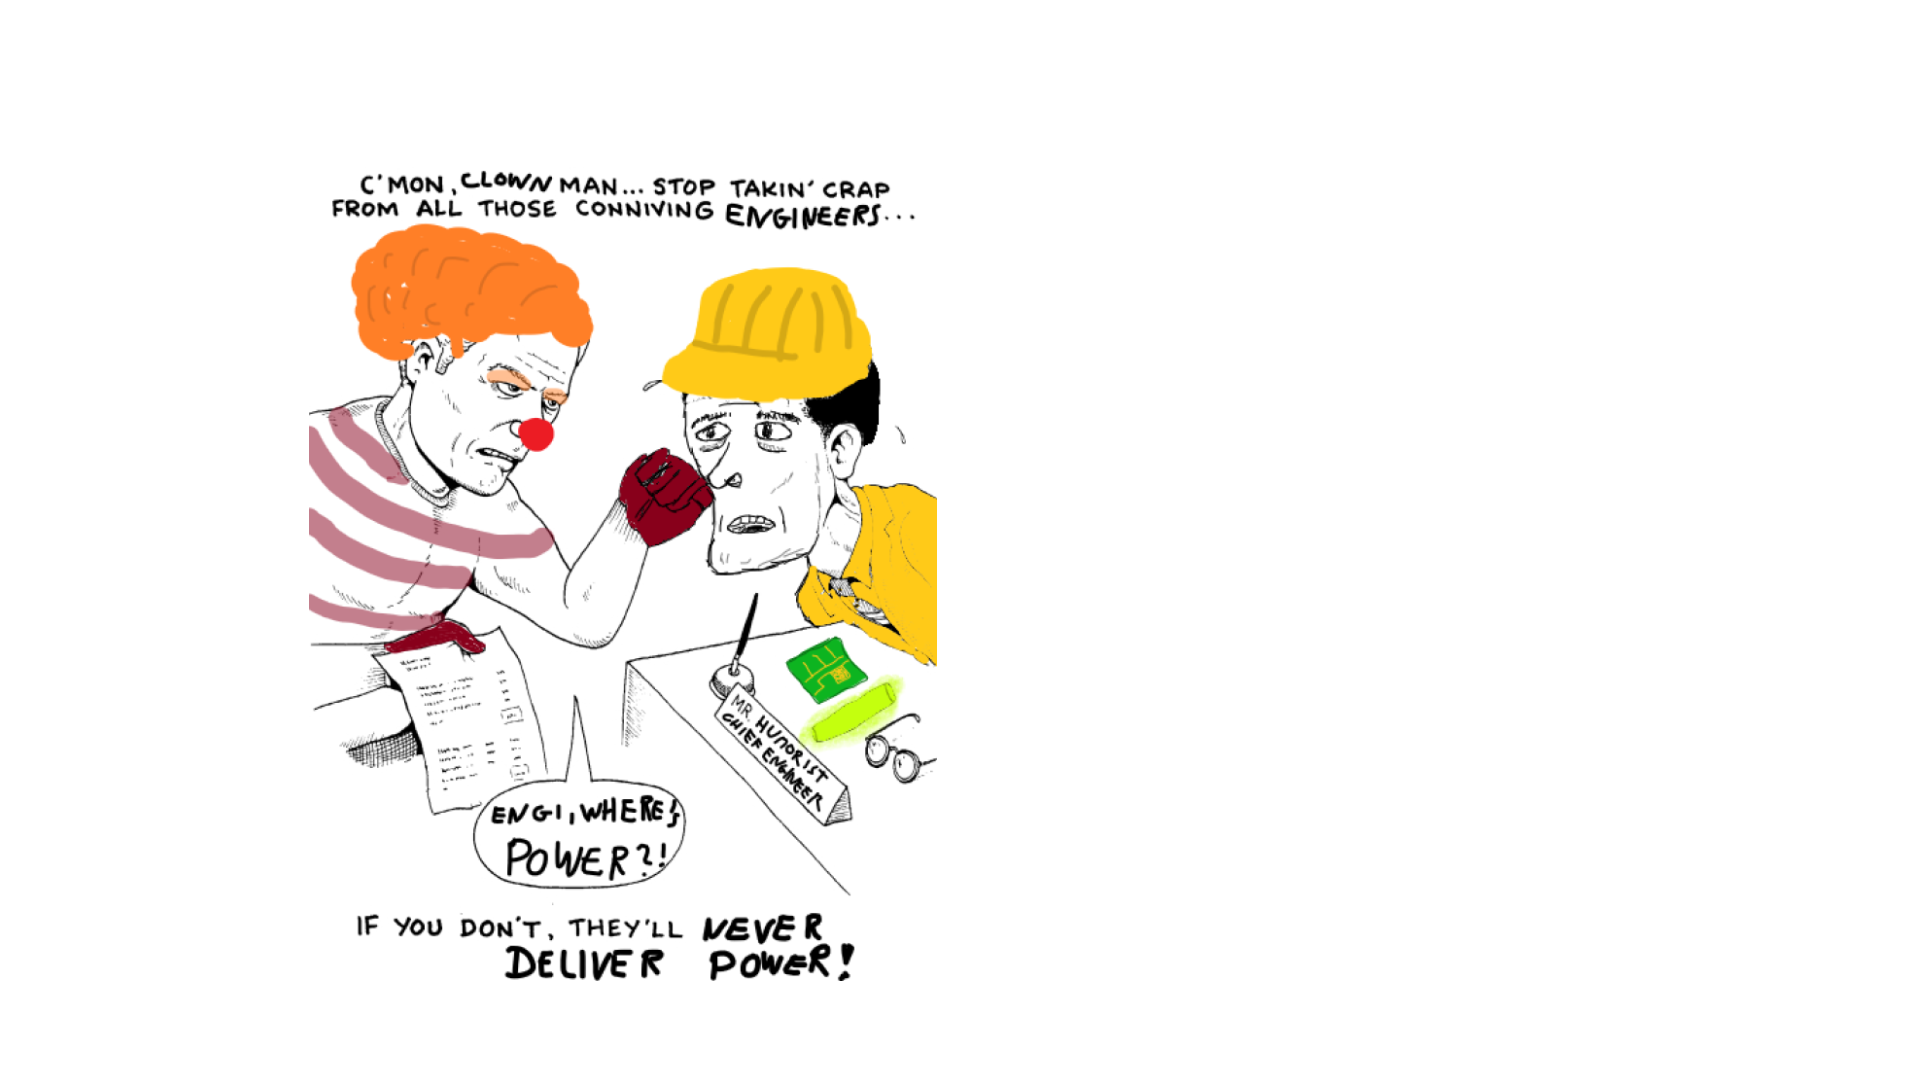 C'MON, CLOWN MAN... STOP TAKIN' CRAP
FROM ALL THOSE CONNIVING ENGINEERS...
MR. HUMORIST
CHIEF ENGINEER
ENGI, WHERE'S
POWER?!
IF YOU DON'T, THEY'LL NEVER
DELIVER POWER!